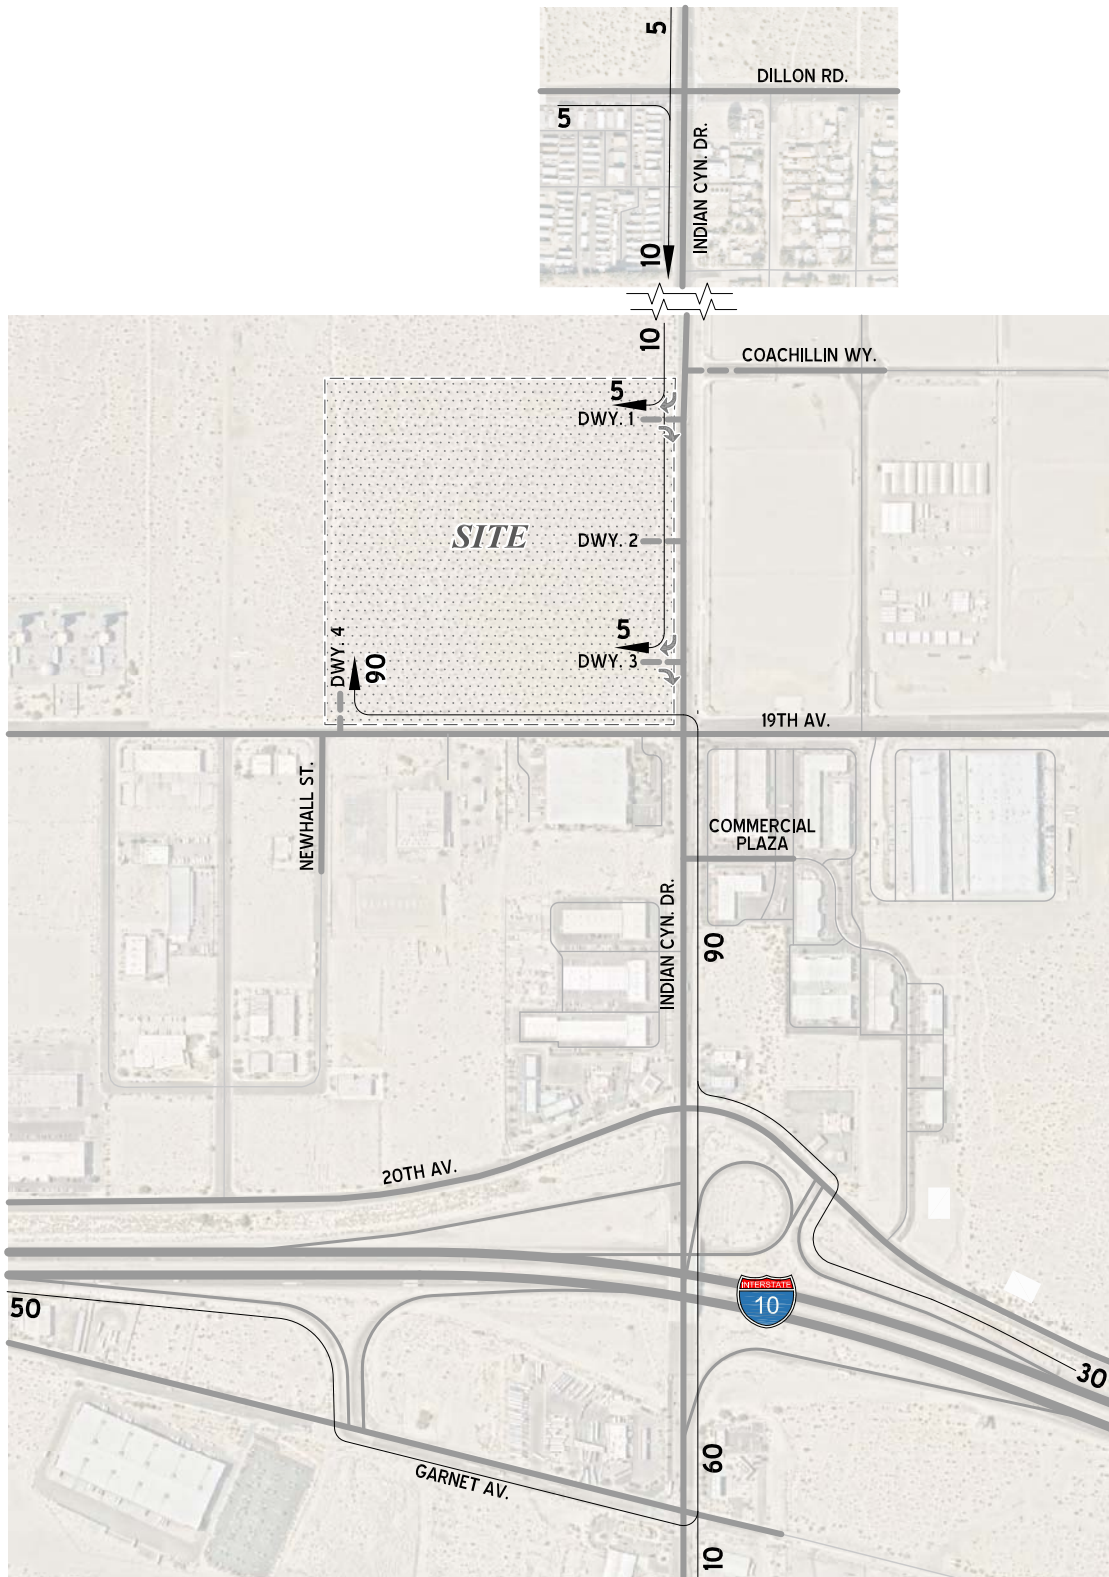 5
DILLON RD.
5
INDIAN CYN. DR.
10
10
COACHILLIN WY.
5
DWY. 1
SITE
DWY. 2
5
DWY. 3
DWY. 4
90
19TH AV.
NEWHALL ST.
COMMERCIAL
PLAZA
INDIAN CYN. DR.
90
20TH AV.
INTERSTATE
10
50
30
60
GARNET AV.
10